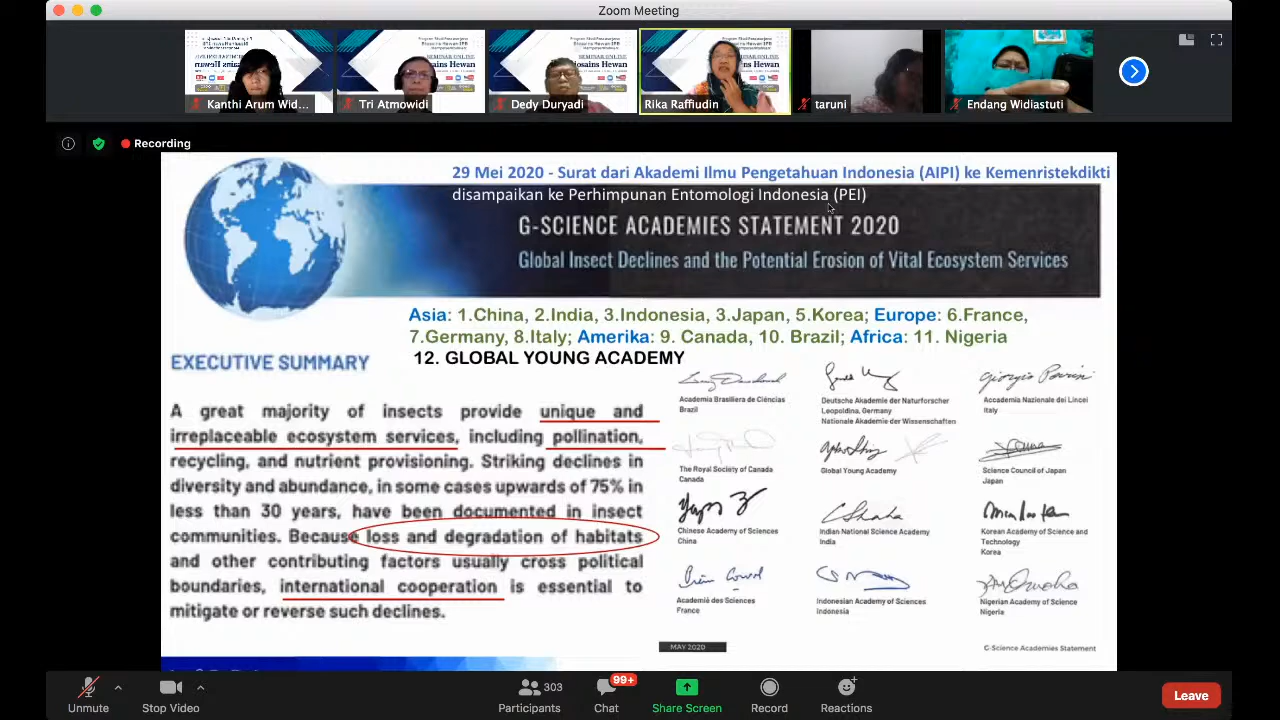 Zoom Meeting
SEMINAR ONLINE
Kanthi Arum Wid...
Tri Atmowidi
Dedy Duryadi
Rika Raffiudin
taruni
Endang Widiastuti
Recording
29 Mei 2020 - Surat dari Akademi Ilmu Pengetahuan Indonesia (AIPI) ke Kemenristekdikti
disampaikan ke Perhimpunan Entomologi Indonesia (PEI)
G-SCIENCE ACADEMIES STATEMENT 2020
Global Insect Declines and the Potential Erosion of Vital Ecosystem Services
Asia: 1.China, 2.India, 3.Indonesia, 3.Japan, 5.Korea; Europe: 6.France,
7.Germany, 8.Italy; Amerika: 9. Canada, 10. Brazil; Africa: 11. Nigeria
12. GLOBAL YOUNG ACADEMY
EXECUTIVE SUMMARY
A great majority of insects provide unique and
irreplaceable ecosystem services, including pollination,
recycling, and nutrient provisioning. Striking declines in
diversity and abundance, in some cases upwards of 75% in
less than 30 years, have been documented in insect
communities. Because loss and degradation of habitats
and other contributing factors usually cross political
boundaries, international cooperation is essential to
mitigate or reverse such declines.
Academia Brasiliera de Ciências
Brazil
Deutsche Akademie der Naturforscher
Leopoldina, Germany
Nationale Akademie der Wissenschaften
Accademia Nazionale dei Lincei
Italy
The Royal Society of Canada
Canada
Global Young Academy
Science Council of Japan
Japan
Chinese Academy of Sciences
China
Indian National Science Academy
India
Korean Academy of Science and
Technology
Korea
Académie des Sciences
France
Indonesian Academy of Sciences
Indonesia
Nigerian Academy of Science
Nigeria
MAY 2020
G-Science Academies Statement
Unmute
Stop Video
303
Participants
99+
Chat
Share Screen
Record
Reactions
Leave